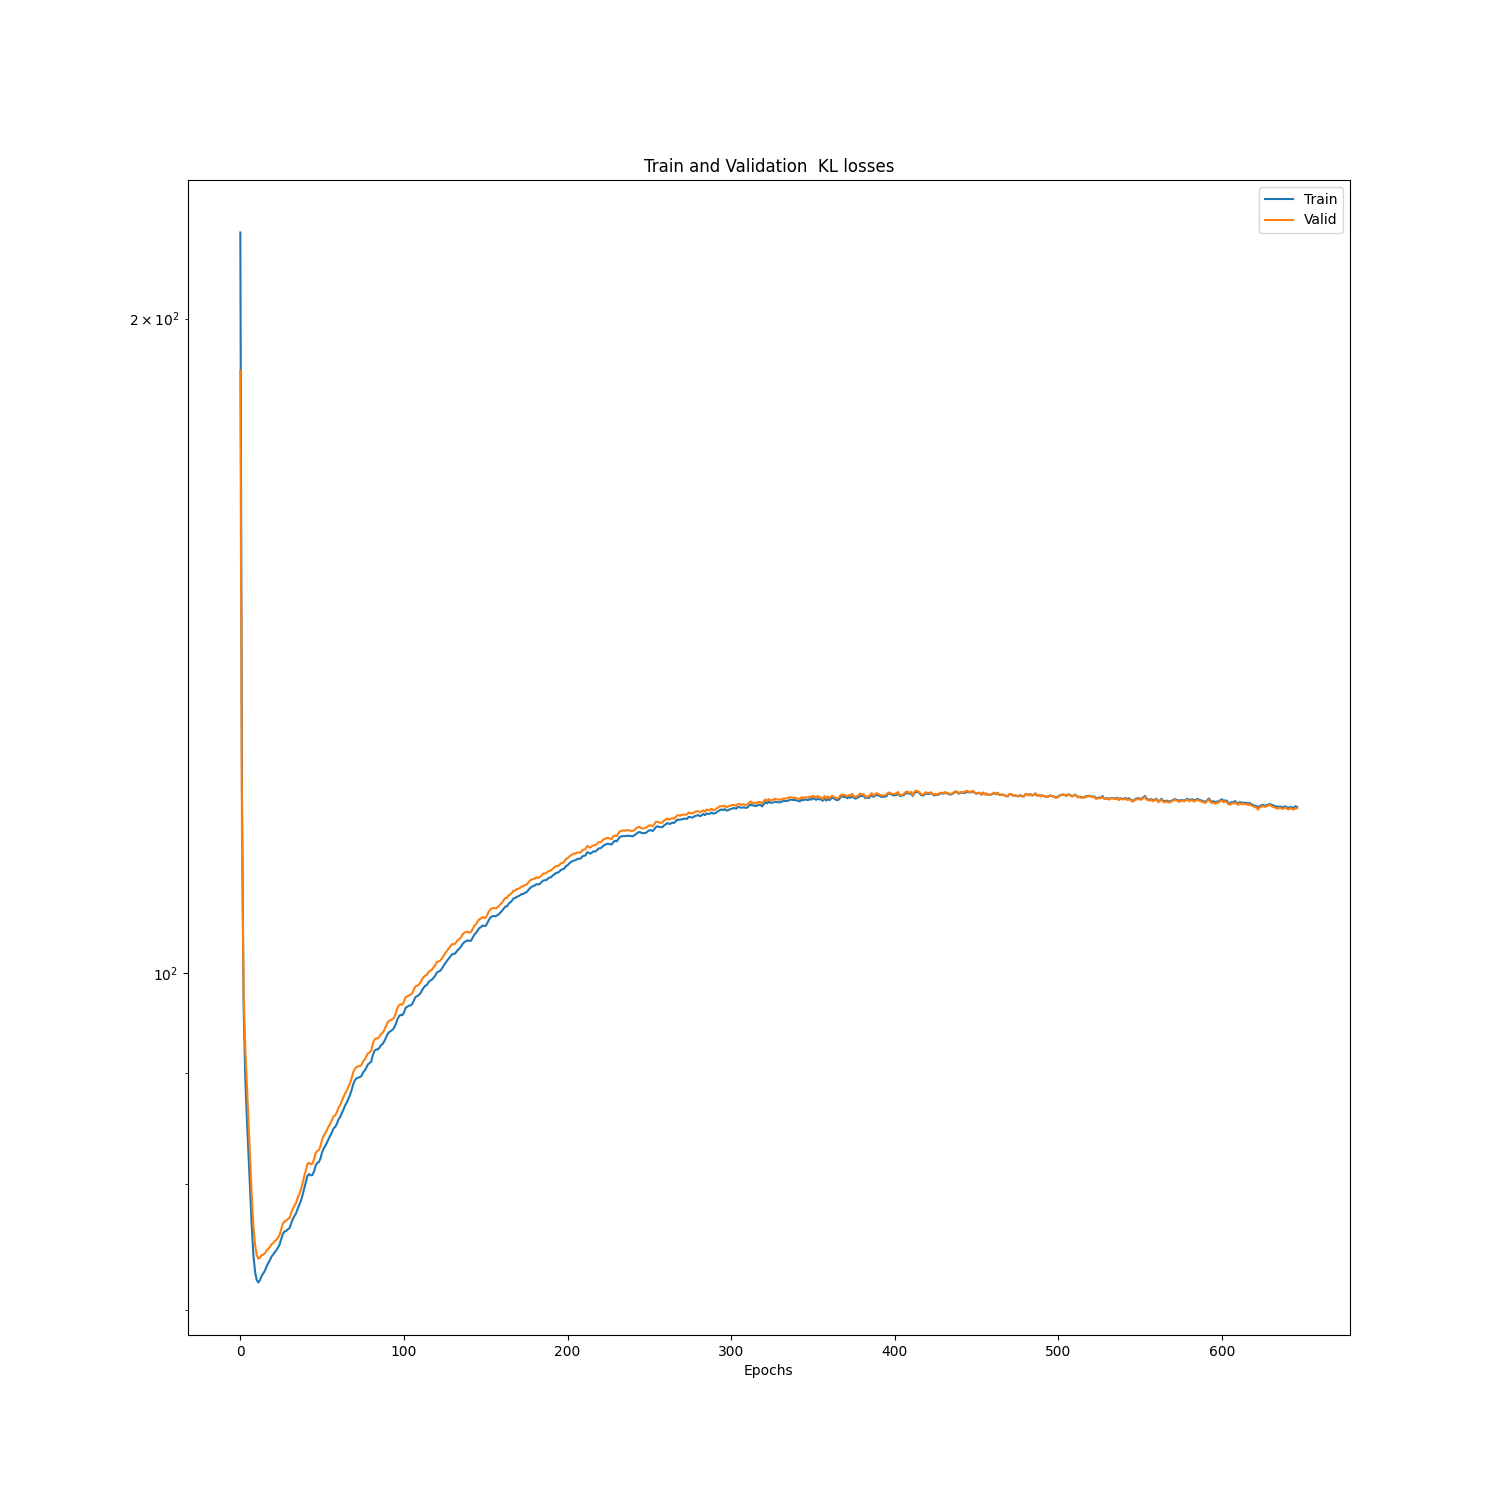 Train and Validation  KL losses
Train
Valid
2 × 10²
10²
0 100 200 300 400 500 600
Epochs